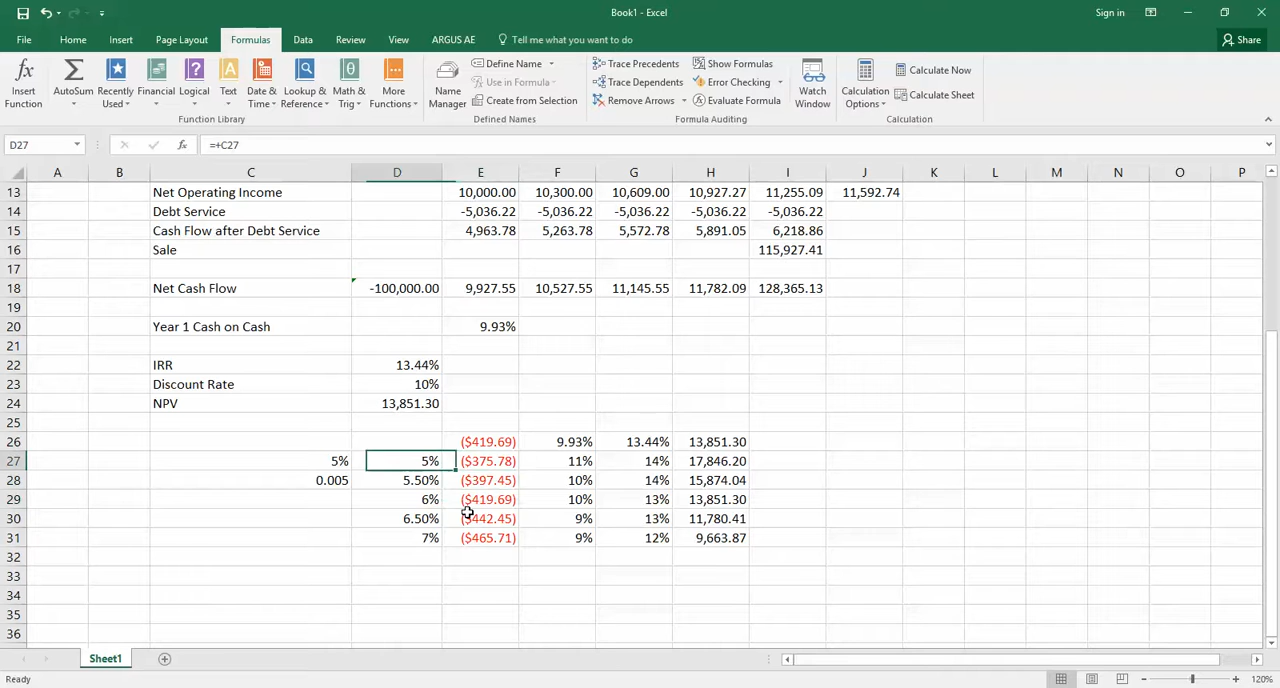 Book1 - Excel
Sign in
File Home Insert Page Layout Formulas Data Review View ARGUS AE Tell me what you want to do Share
Insert Function
AutoSum
Recently Used
Financial
Logical
Text
Date & Time
Lookup & Reference
Math & Trig
More Functions
Function Library
Name Manager
Define Name
Use in Formula
Create from Selection
Defined Names
Trace Precedents
Trace Dependents
Remove Arrows
Show Formulas
Error Checking
Evaluate Formula
Formula Auditing
Watch Window
Calculation Options
Calculate Now
Calculate Sheet
Calculation
D27 fx =+C27
A B C D E F G H I J K L M N O P
13 Net Operating Income 10,000.00 10,300.00 10,609.00 10,927.27 11,255.09 11,592.74
14 Debt Service -5,036.22 -5,036.22 -5,036.22 -5,036.22 -5,036.22
15 Cash Flow after Debt Service 4,963.78 5,263.78 5,572.78 5,891.05 6,218.86
16 Sale 115,927.41
17
18 Net Cash Flow -100,000.00 9,927.55 10,527.55 11,145.55 11,782.09 128,365.13
19
20 Year 1 Cash on Cash 9.93%
21
22 IRR 13.44%
23 Discount Rate 10%
24 NPV 13,851.30
25
26 ($419.69) 9.93% 13.44% 13,851.30
27 5% 5% ($375.78) 11% 14% 17,846.20
28 0.005 5.50% ($397.45) 10% 14% 15,874.04
29 6% ($419.69) 10% 13% 13,851.30
30 6.50% ($442.45) 9% 13% 11,780.41
31 7% ($465.71) 9% 12% 9,663.87
32
33
34
35
36
Sheet1
Ready
120%